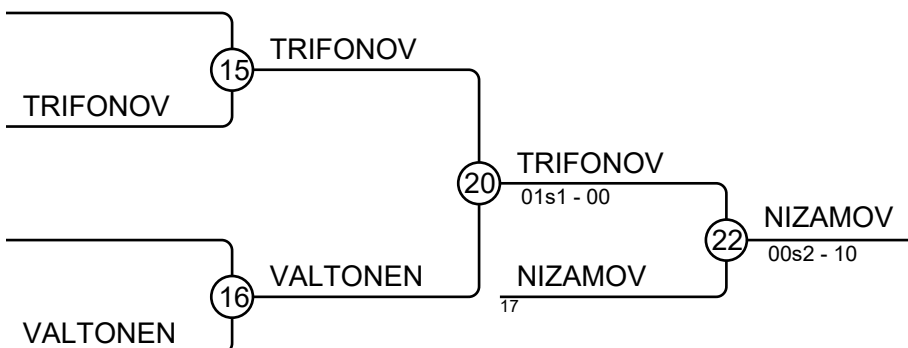 TRIFONOV
15
TRIFONOV
TRIFONOV
20
01s1 - 00
NIZAMOV
22
00s2 - 10
VALTONEN
NIZAMOV
16
17
VALTONEN